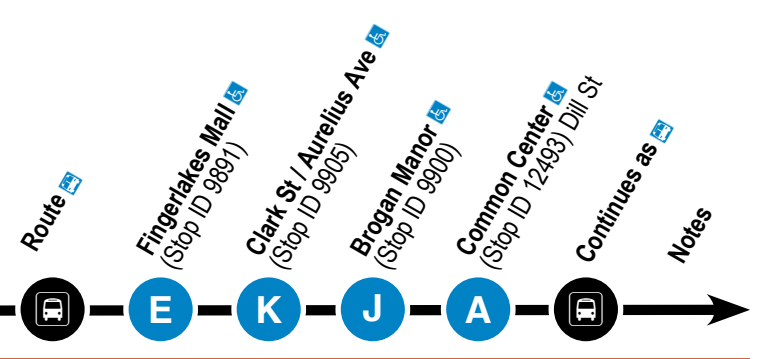 Route
Fingerlakes Mall
(Stop ID 9891)
Clark St / Aurelius Ave
(Stop ID 9905)
Brogan Manor
(Stop ID 9900)
Common Center
(Stop ID 12493) Dill St
Continues as
Notes
E
K
J
A